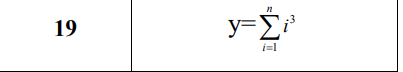 19
y=∑_{i=1}^{n} i³